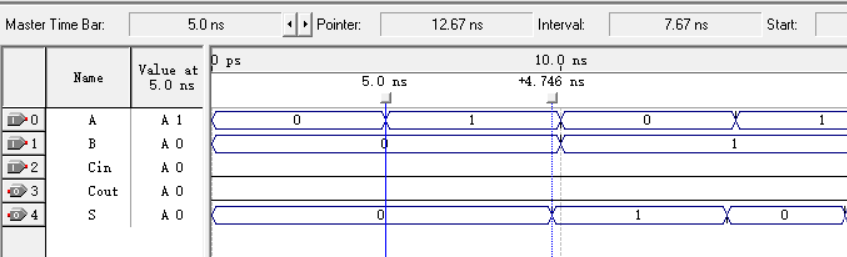 Master Time Bar: 5.0 ns Pointer: 12.67 ns Interval: 7.67 ns Start:
Name Value at 5.0 ns 0 ps 10.0 ns
5.0 ns +4.746 ns
0 A A 1 0 1 0 1
1 B A 0 0 1
2 Cin A 0
3 Cout A 0
4 S A 0 0 1 0